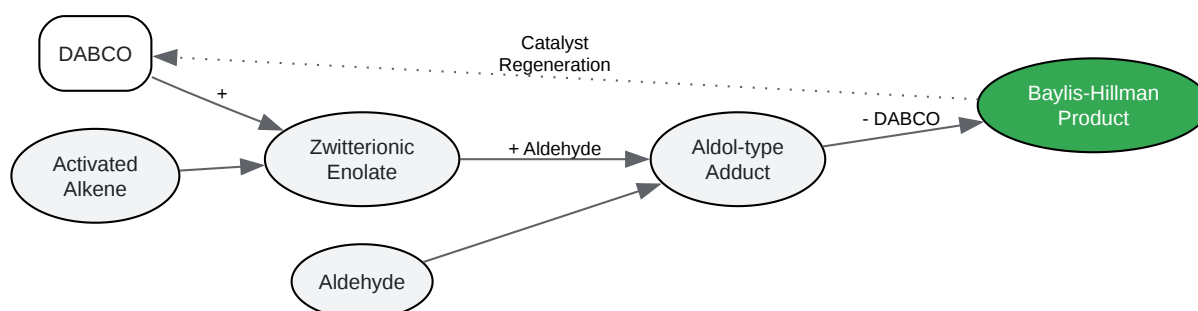 DABCO
+
Activated
Alkene
Zwitterionic
Enolate
+ Aldehyde
Aldehyde
Catalyst
Regeneration
Aldol-type
Adduct
- DABCO
Baylis-Hillman
Product